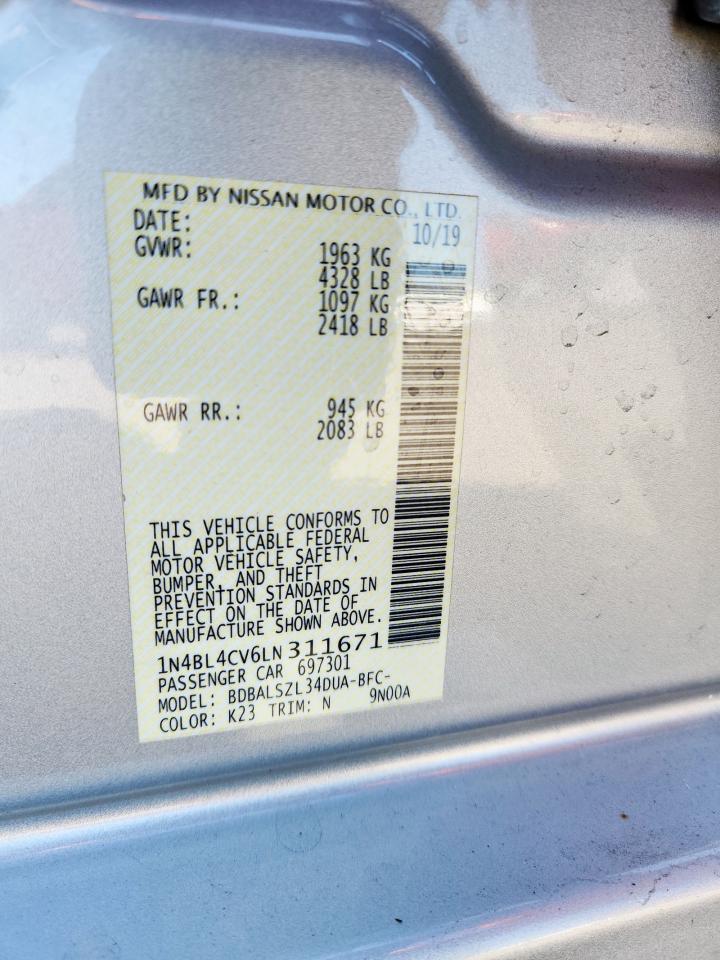 MFD BY NISSAN MOTOR CO., LTD.
DATE: 10/19
GVWR: 1963 KG
4328 LB
GAWR FR.: 1097 KG
2418 LB
GAWR RR.: 945 KG
2083 LB
THIS VEHICLE CONFORMS TO
ALL APPLICABLE FEDERAL
MOTOR VEHICLE SAFETY,
BUMPER, AND THEFT
PREVENTION STANDARDS IN
EFFECT ON THE DATE OF
MANUFACTURE SHOWN ABOVE.
1N4BL4CV6LN311671
PASSENGER CAR 697301
MODEL: BDBALSZL34DUA-BFC-
COLOR: K23 TRIM: N 9N00A